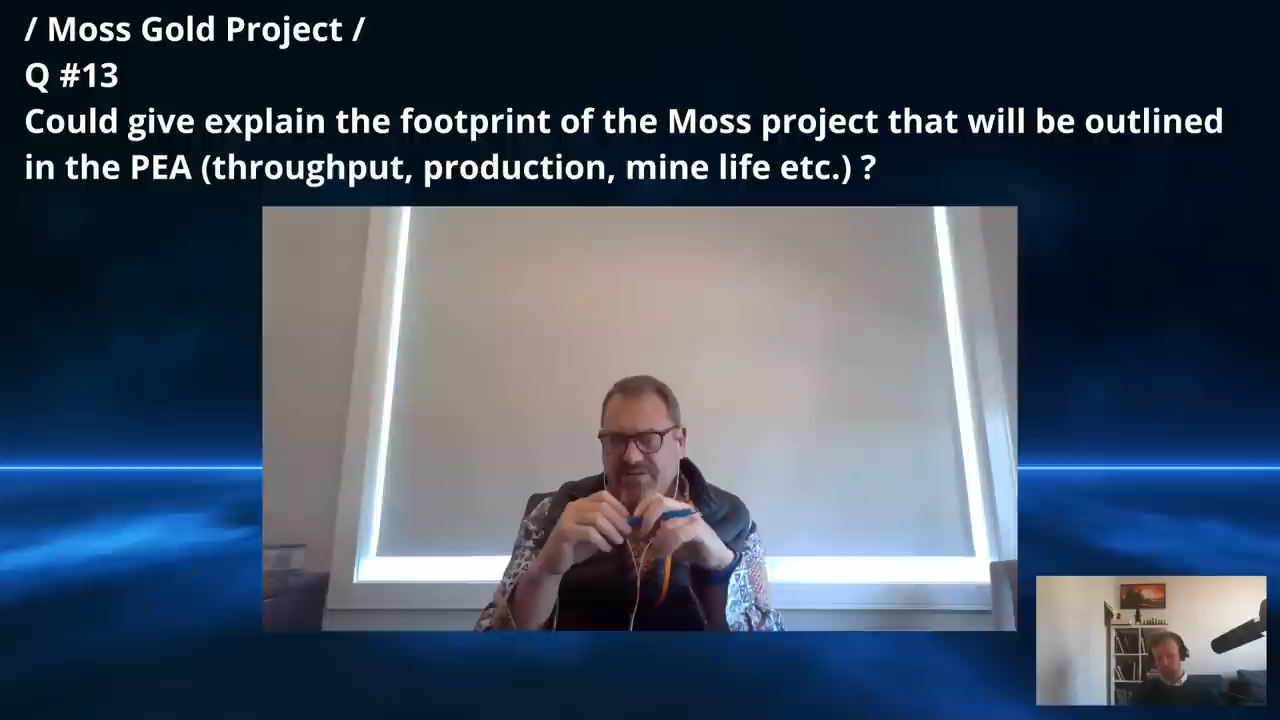 / Moss Gold Project /
Q #13
Could give explain the footprint of the Moss project that will be outlined
in the PEA (throughput, production, mine life etc.) ?